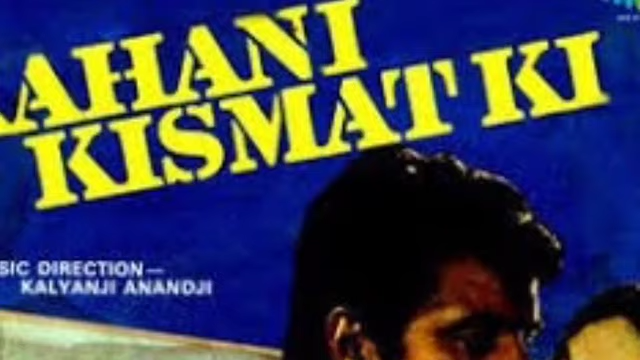 AHANI
KISMAT KI
SIC DIRECTION—
KALYANJI ANANDJI